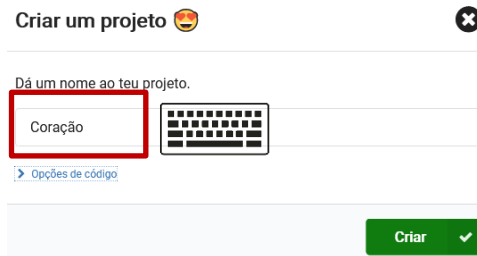 Criar um projeto 😍
Dá um nome ao teu projeto.
Coração
Opções de código
Criar